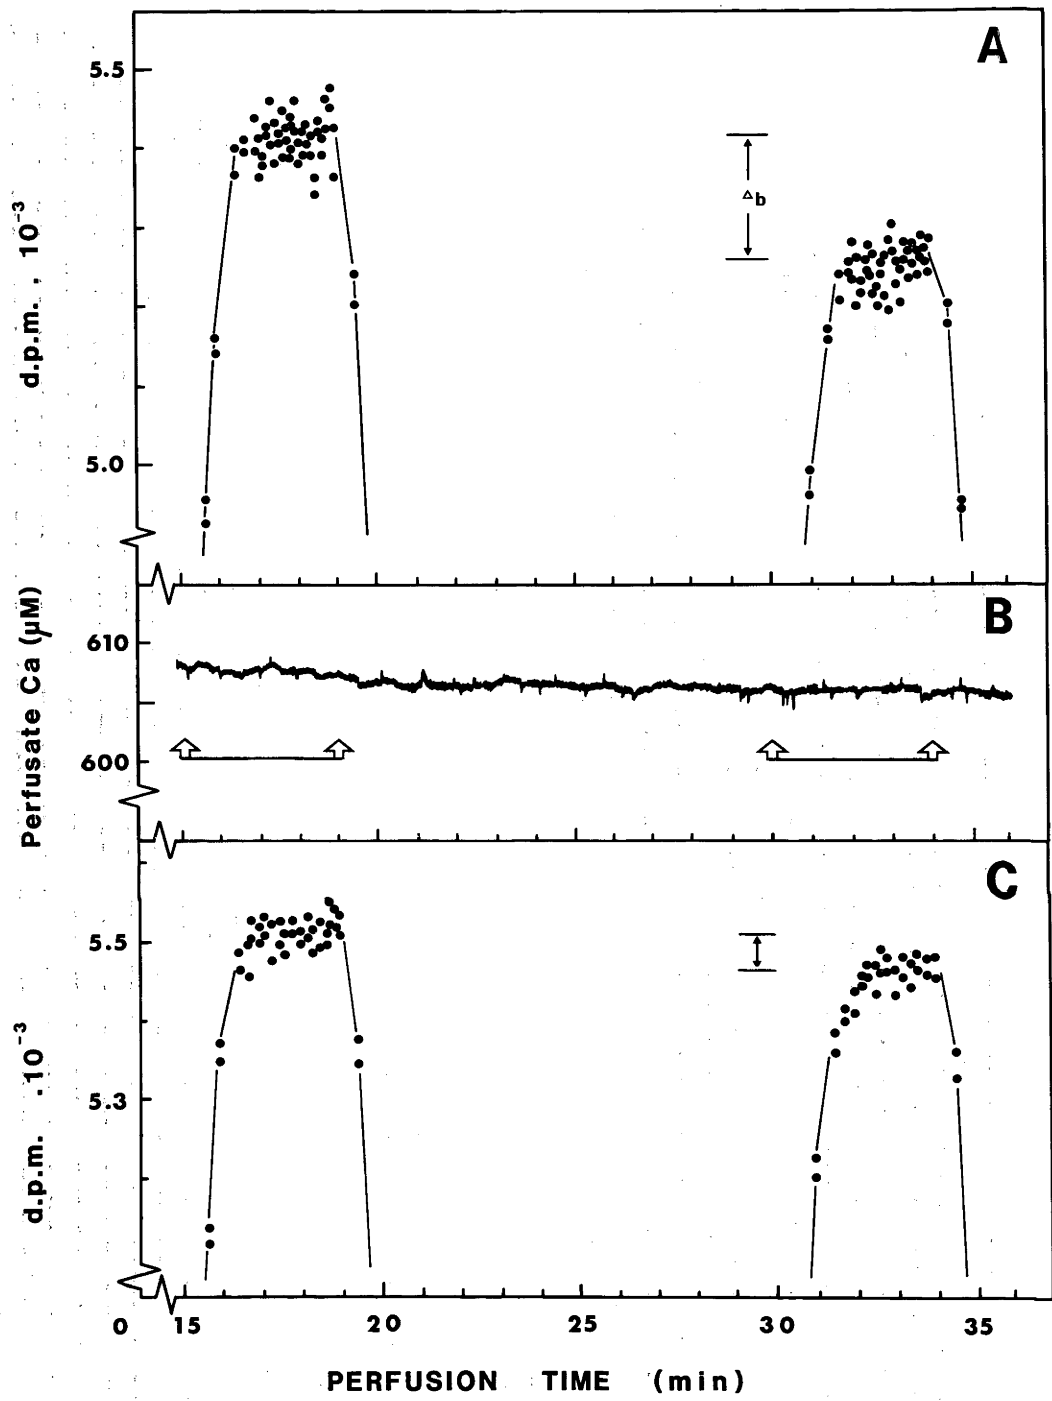 A
5.5
Δb
d.p.m. , 10⁻³
5.0
B
610
600
Perfusate Ca (μM)
C
5.5
5.3
d.p.m. .10⁻³
0 15 20 25 30 35
PERFUSION TIME (min)